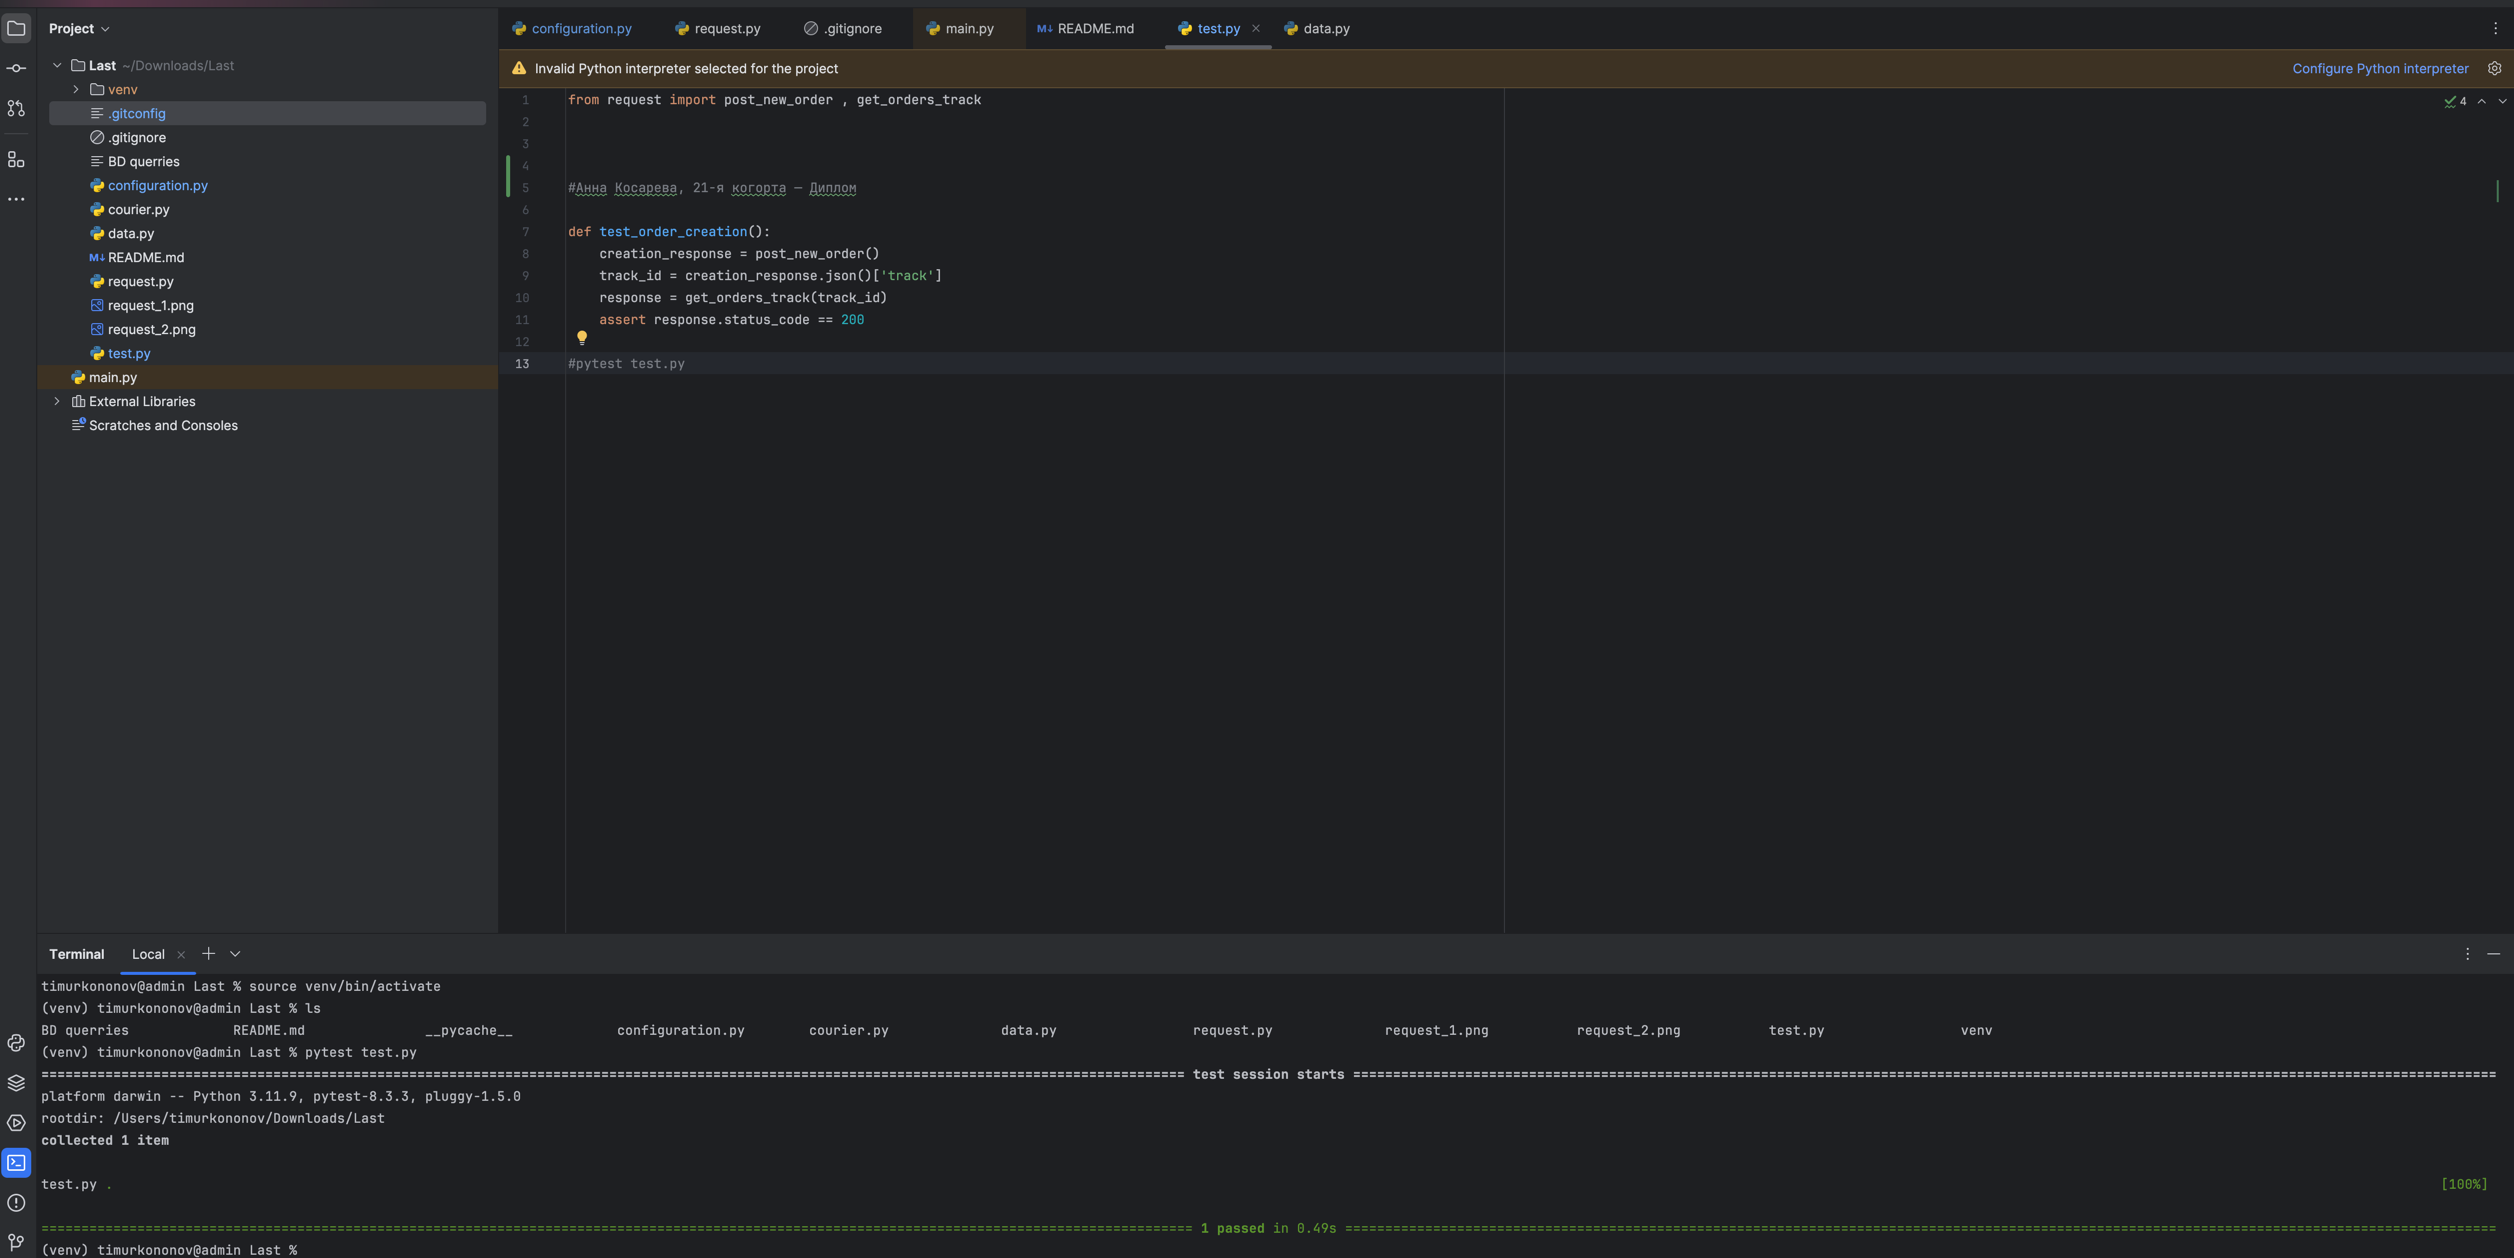 Project
Last ~/Downloads/Last
venv
.gitconfig
.gitignore
BD querries
configuration.py
courier.py
data.py
M↓ README.md
request.py
request_1.png
request_2.png
test.py
main.py
External Libraries
Scratches and Consoles
configuration.py request.py .gitignore main.py M↓ README.md test.py data.py
Invalid Python interpreter selected for the project Configure Python interpreter
4
1 from request import post_new_order , get_orders_track
2
3
4
5 #Анна Косарева, 21-я когорта — Диплом
6
7 def test_order_creation():
8 creation_response = post_new_order()
9 track_id = creation_response.json()['track']
10 response = get_orders_track(track_id)
11 assert response.status_code == 200
12
13 #pytest test.py
Terminal Local
timurkononov@admin Last % source venv/bin/activate
(venv) timurkononov@admin Last % ls
BD querries README.md __pycache__ configuration.py courier.py data.py request.py request_1.png request_2.png test.py venv
(venv) timurkononov@admin Last % pytest test.py
test session starts
platform darwin -- Python 3.11.9, pytest-8.3.3, pluggy-1.5.0
rootdir: /Users/timurkononov/Downloads/Last
collected 1 item
test.py . [100%]
1 passed in 0.49s
(venv) timurkononov@admin Last %